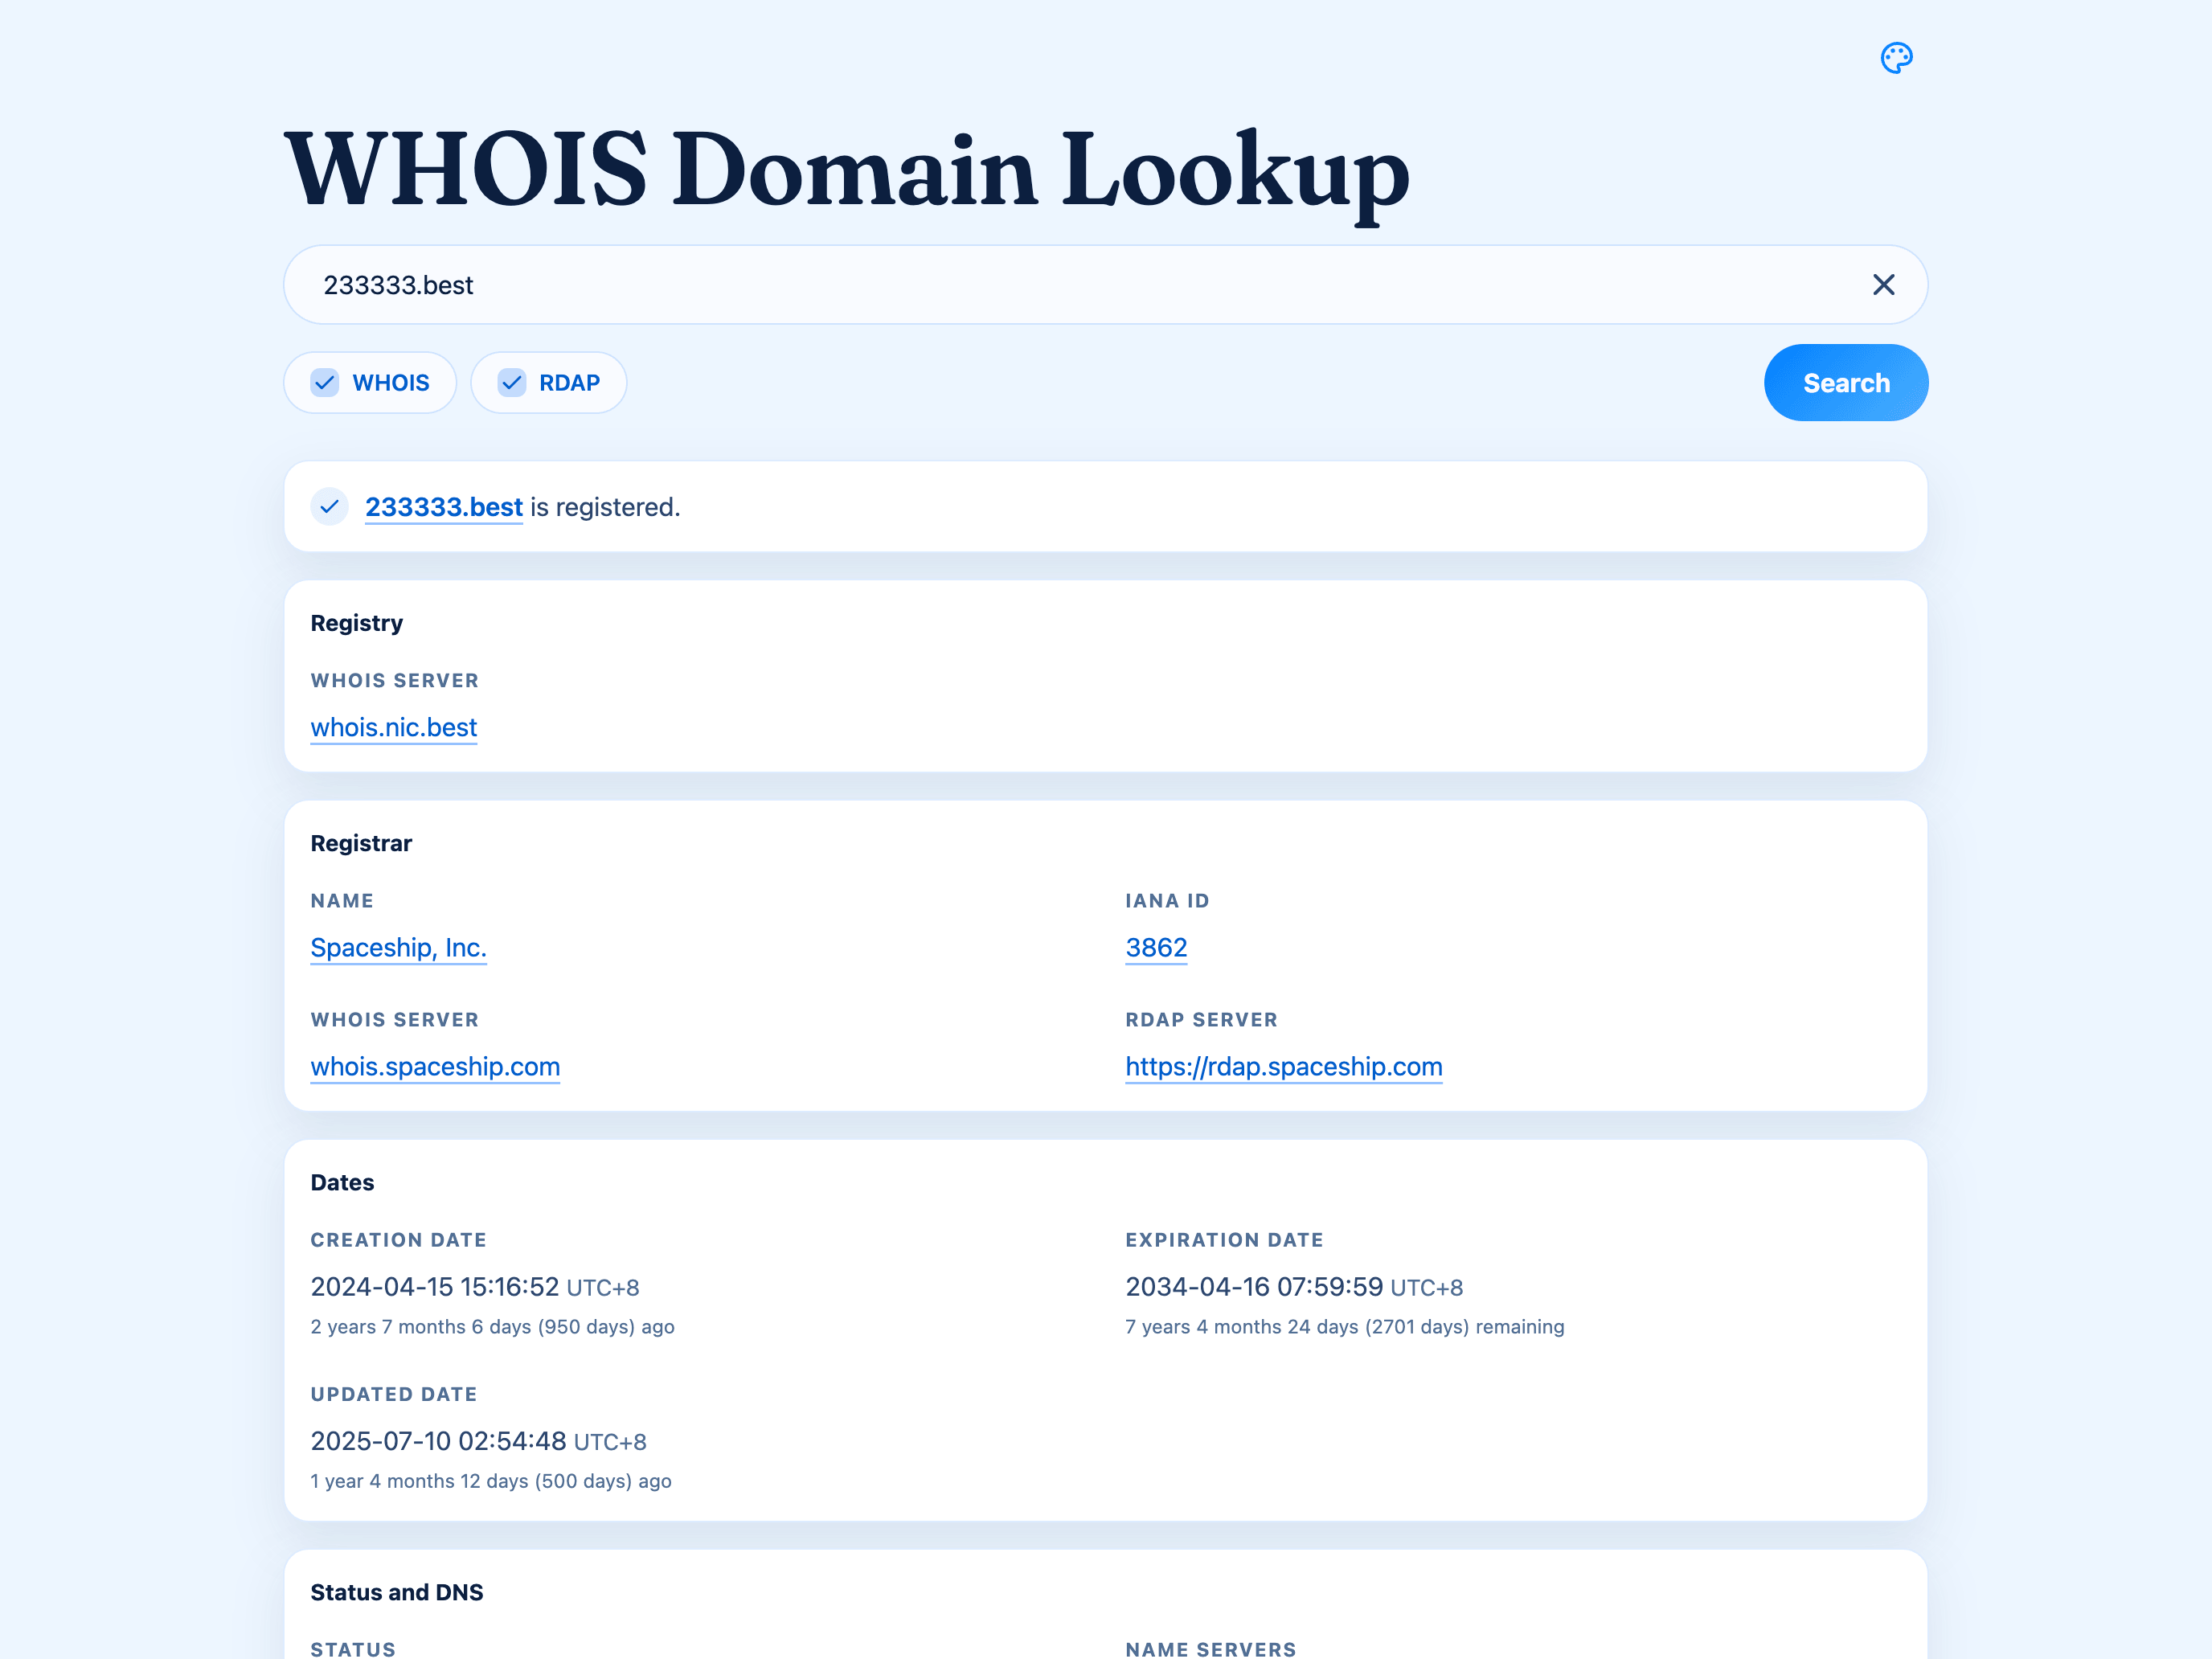 WHOIS Domain Lookup
233333.best
WHOIS RDAP Search
233333.best is registered.
Registry
WHOIS SERVER
whois.nic.best
Registrar
NAME IANA ID
Spaceship, Inc. 3862
WHOIS SERVER RDAP SERVER
whois.spaceship.com https://rdap.spaceship.com
Dates
CREATION DATE EXPIRATION DATE
2024-04-15 15:16:52 UTC+8 2034-04-16 07:59:59 UTC+8
2 years 7 months 6 days (950 days) ago 7 years 4 months 24 days (2701 days) remaining
UPDATED DATE
2025-07-10 02:54:48 UTC+8
1 year 4 months 12 days (500 days) ago
Status and DNS
STATUS NAME SERVERS